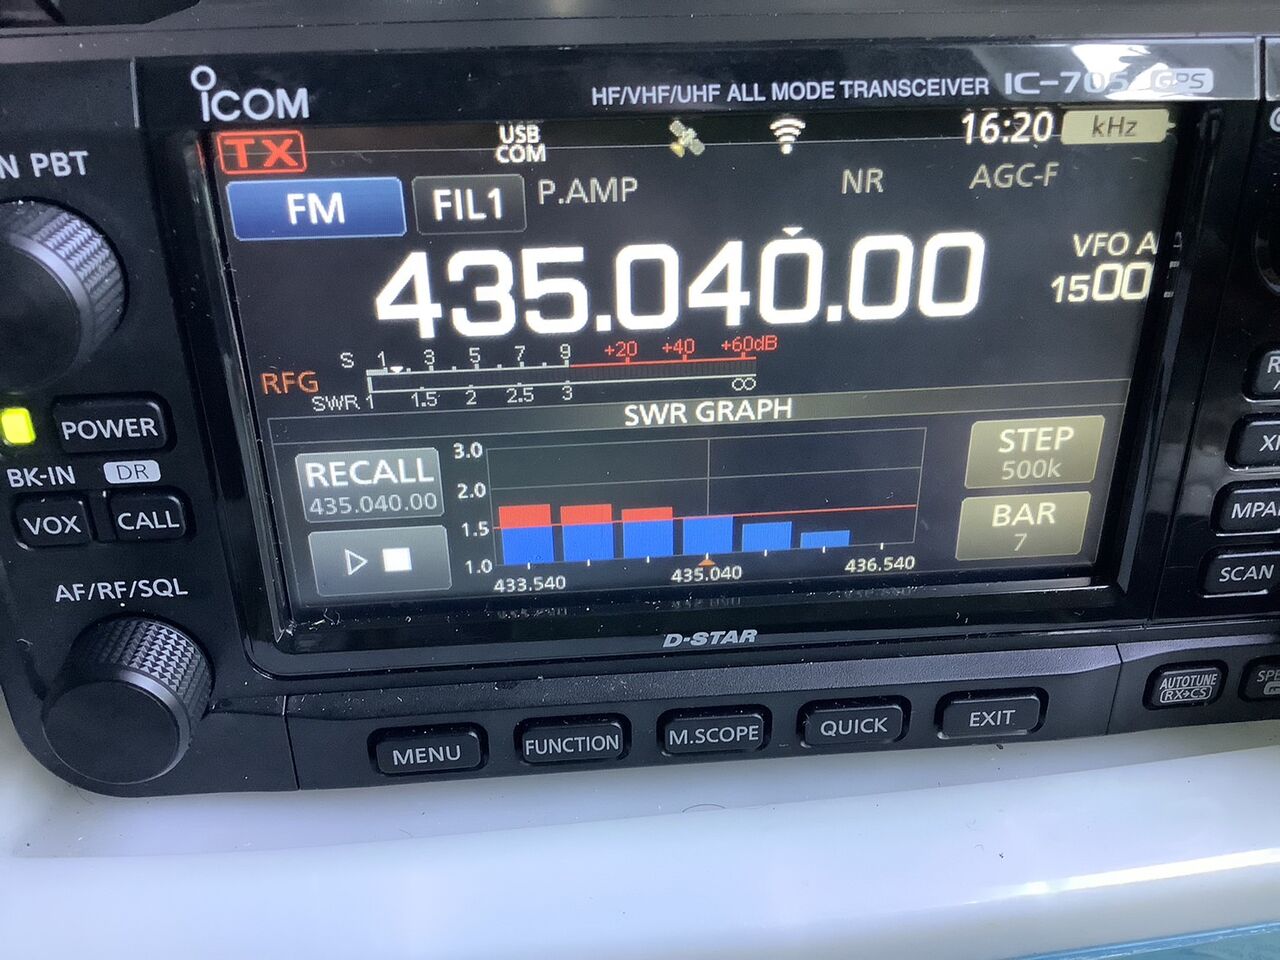 ICOM
HF/VHF/UHF ALL MODE TRANSCEIVER IC-705 GPS
TX USB COM 16:20 kHz
N PBT
FM FIL1 P.AMP NR AGC-F
435.040.00 VFO A
1500
S 1 3 5 7 9 +20 +40 +60dB
RFG
SWR 1 1.5 2 2.5 3 ∞
SWR GRAPH
POWER
RECALL
435.040.00
3.0
2.0
1.5
1.0
433.540 435.040 436.540
STEP
500k
BAR
7
BK-IN DR
VOX CALL
AF/RF/SQL
SCAN
D-STAR
MENU FUNCTION M.SCOPE QUICK EXIT
AUTOTUNE
RX→CS